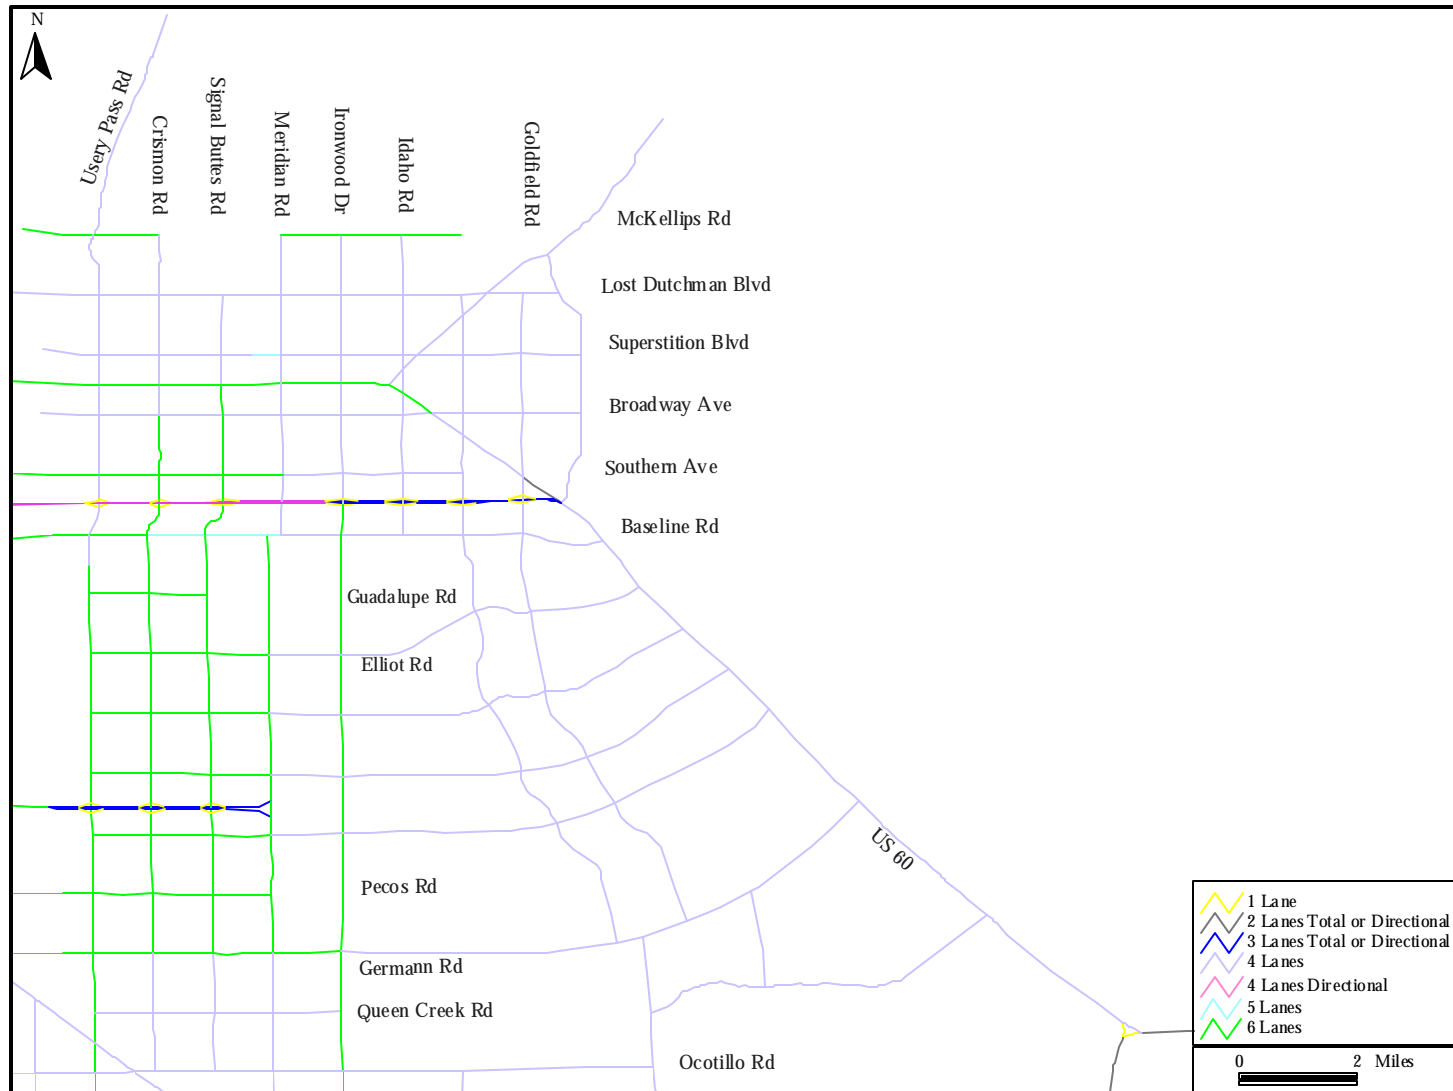 N
Usery Pass Rd
Crismon Rd
Signal Buttes Rd
Meridian Rd
Ironwood Dr
Idaho Rd
Goldfield Rd
McKellips Rd
Lost Dutchman Blvd
Superstition Blvd
Broadway Ave
Southern Ave
Baseline Rd
Guadalupe Rd
Elliot Rd
US 60
Pecos Rd
Germann Rd
Queen Creek Rd
Ocotillo Rd
1 Lane
2 Lanes Total or Directional
3 Lanes Total or Directional
4 Lanes
4 Lanes Directional
5 Lanes
6 Lanes
0 2 Miles